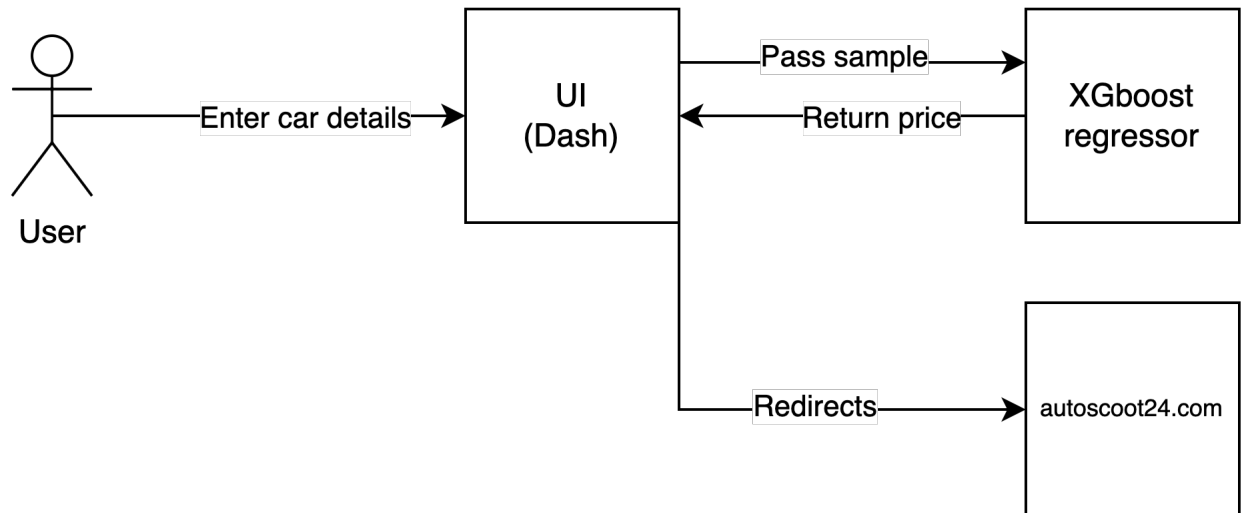 Pass sample
UI
(Dash)
XGboost
regressor
Enter car details
Return price
User
Redirects
autoscoot24.com